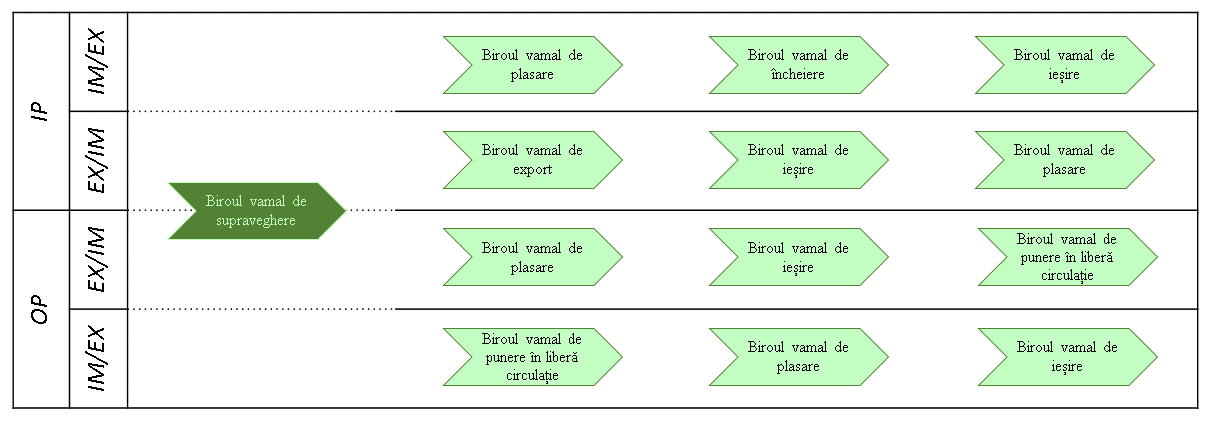 IP
IM/EX
Biroul vamal de
plasare
Biroul vamal de
încheiere
Biroul vamal de
ieșire
EX/IM
Biroul vamal de
export
Biroul vamal de
ieșire
Biroul vamal de
plasare
Biroul vamal de
supraveghere
OP
EX/IM
Biroul vamal de
plasare
Biroul vamal de
ieșire
Biroul vamal de
punere în liberă
circulație
IM/EX
Biroul vamal de
punere în liberă
circulație
Biroul vamal de
plasare
Biroul vamal de
ieșire